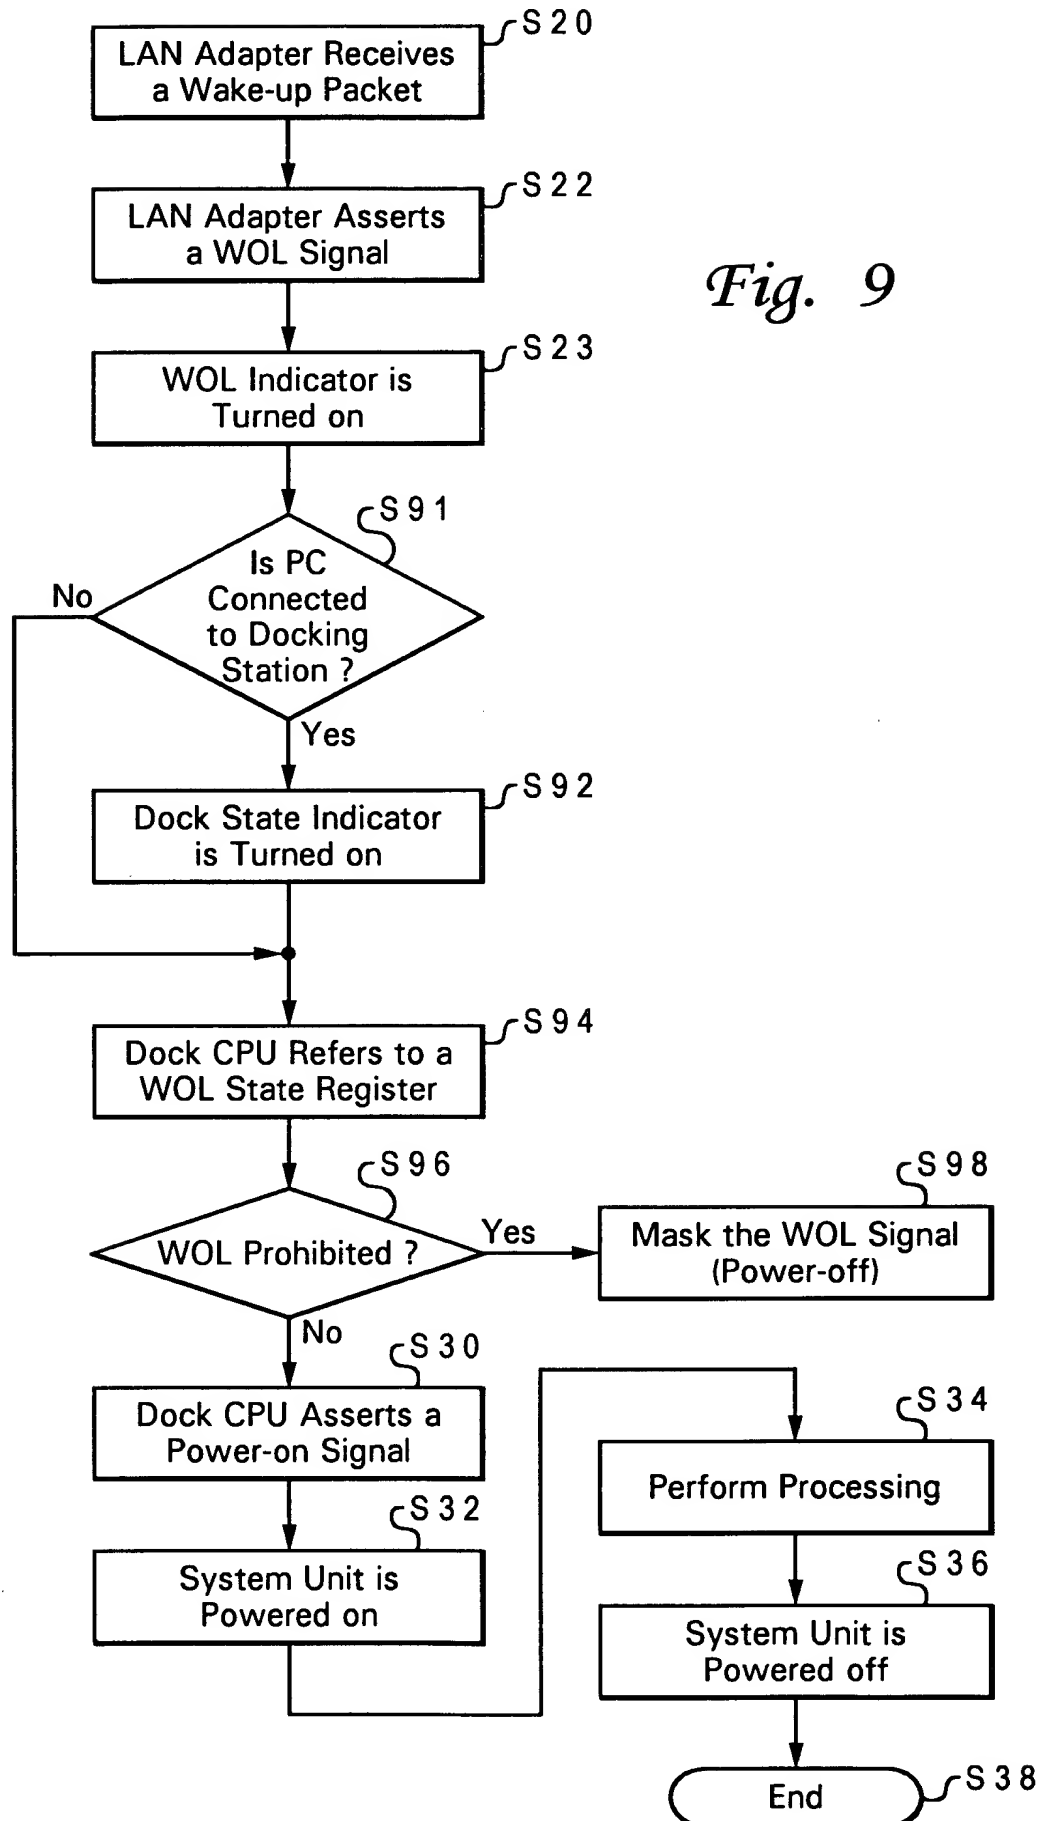 S20
LAN Adapter Receives
a Wake-up Packet
S22
LAN Adapter Asserts
a WOL Signal
Fig. 9
S23
WOL Indicator is
Turned on
S91
Is PC
Connected
to Docking
Station ?
No
Yes
S92
Dock State Indicator
is Turned on
S94
Dock CPU Refers to a
WOL State Register
S96
WOL Prohibited ?
Yes
S98
Mask the WOL Signal
(Power-off)
No
S30
Dock CPU Asserts a
Power-on Signal
S32
System Unit is
Powered on
S34
Perform Processing
S36
System Unit is
Powered off
S38
End